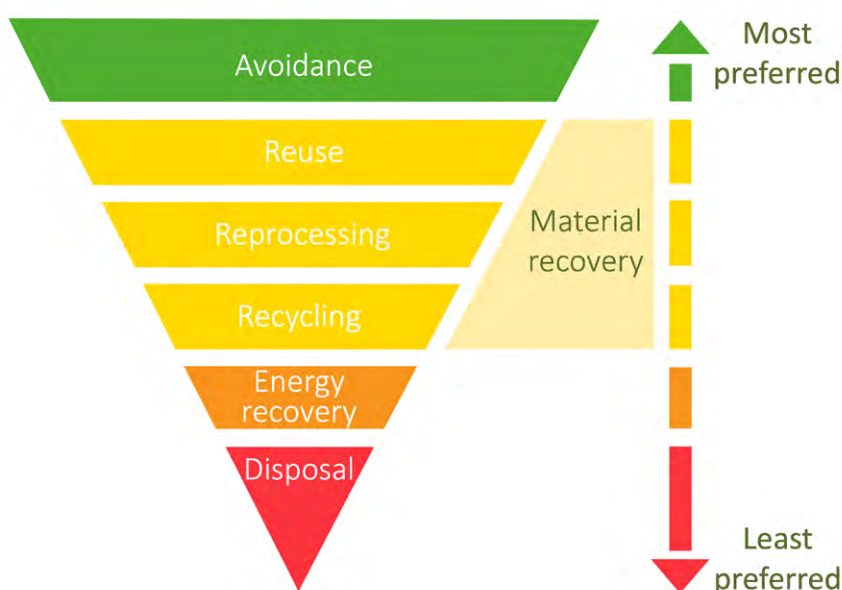 Most
preferred
Avoidance
Reuse
Reprocessing
Material
recovery
Recycling
Energy
recovery
Disposal
Least
preferred